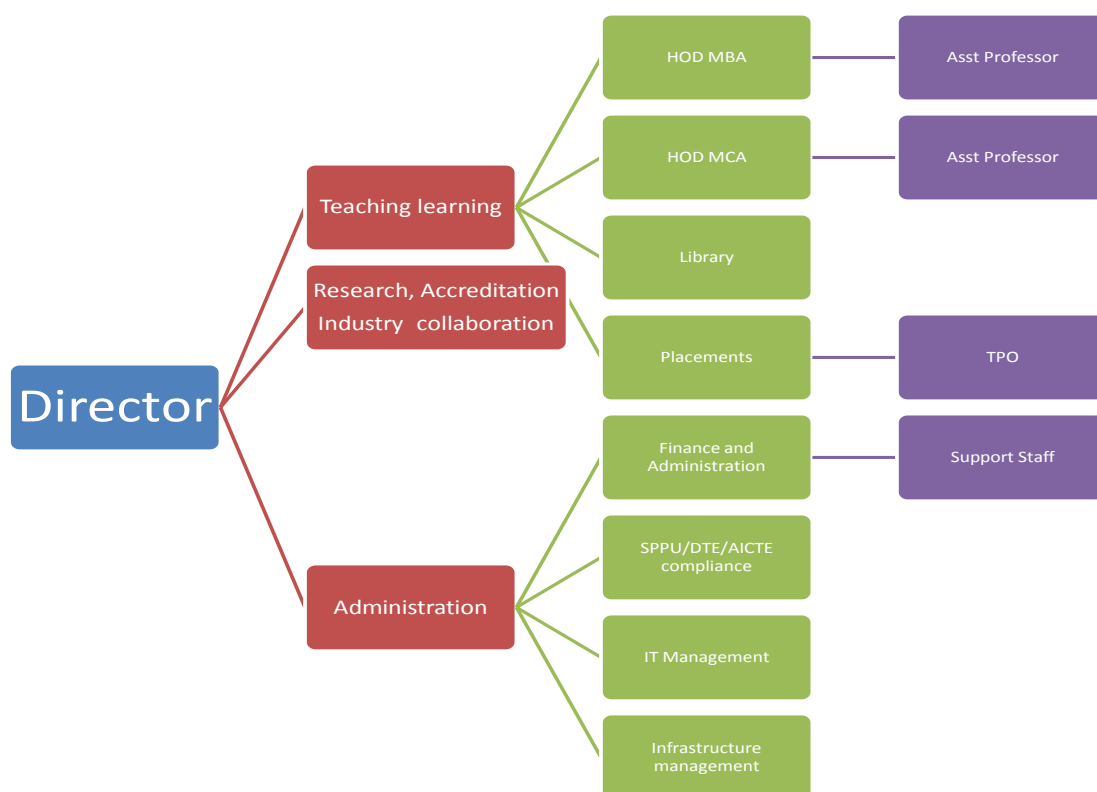 Director
Teaching learning
Research, Accreditation
Industry collaboration
Administration
HOD MBA
HOD MCA
Library
Placements
Finance and
Administration
SPPU/DTE/AICTE
compliance
IT Management
Infrastructure
management
Asst Professor
Asst Professor
TPO
Support Staff